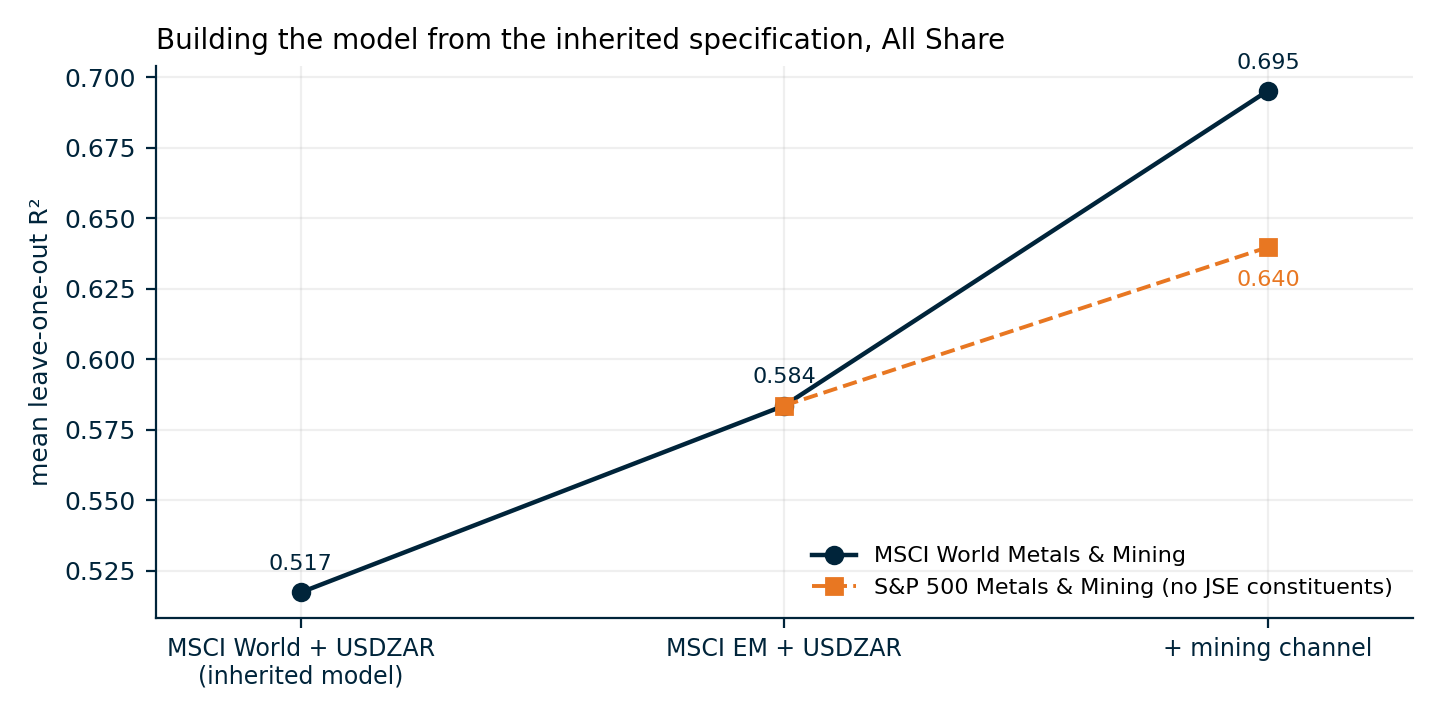 Building the model from the inherited specification, All Share
mean leave-one-out R²
0.700
0.675
0.650
0.625
0.600
0.575
0.550
0.525
0.517
0.584
0.695
0.640
MSCI World Metals & Mining
S&P 500 Metals & Mining (no JSE constituents)
MSCI World + USDZAR
(inherited model)
MSCI EM + USDZAR
+ mining channel